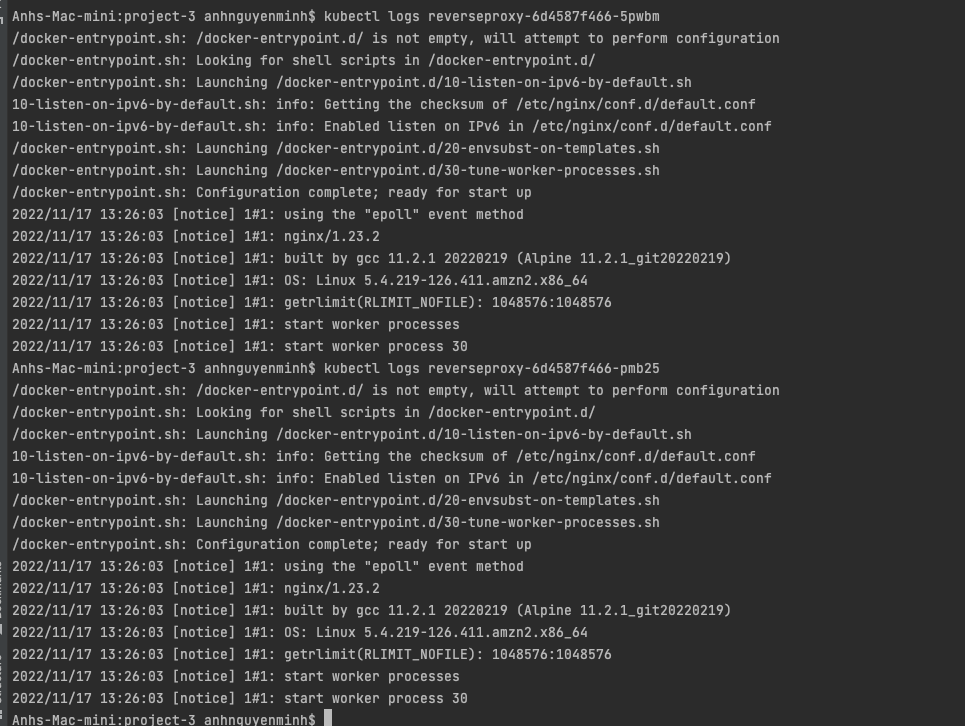 Anhs-Mac-mini:project-3 anhnguyenminh$ kubectl logs reverseproxy-6d4587f466-5pwbm
/docker-entrypoint.sh: /docker-entrypoint.d/ is not empty, will attempt to perform configuration
/docker-entrypoint.sh: Looking for shell scripts in /docker-entrypoint.d/
/docker-entrypoint.sh: Launching /docker-entrypoint.d/10-listen-on-ipv6-by-default.sh
10-listen-on-ipv6-by-default.sh: info: Getting the checksum of /etc/nginx/conf.d/default.conf
10-listen-on-ipv6-by-default.sh: info: Enabled listen on IPv6 in /etc/nginx/conf.d/default.conf
/docker-entrypoint.sh: Launching /docker-entrypoint.d/20-envsubst-on-templates.sh
/docker-entrypoint.sh: Launching /docker-entrypoint.d/30-tune-worker-processes.sh
/docker-entrypoint.sh: Configuration complete; ready for start up
2022/11/17 13:26:03 [notice] 1#1: using the "epoll" event method
2022/11/17 13:26:03 [notice] 1#1: nginx/1.23.2
2022/11/17 13:26:03 [notice] 1#1: built by gcc 11.2.1 20220219 (Alpine 11.2.1_git20220219)
2022/11/17 13:26:03 [notice] 1#1: OS: Linux 5.4.219-126.411.amzn2.x86_64
2022/11/17 13:26:03 [notice] 1#1: getrlimit(RLIMIT_NOFILE): 1048576:1048576
2022/11/17 13:26:03 [notice] 1#1: start worker processes
2022/11/17 13:26:03 [notice] 1#1: start worker process 30
Anhs-Mac-mini:project-3 anhnguyenminh$ kubectl logs reverseproxy-6d4587f466-pmb25
/docker-entrypoint.sh: /docker-entrypoint.d/ is not empty, will attempt to perform configuration
/docker-entrypoint.sh: Looking for shell scripts in /docker-entrypoint.d/
/docker-entrypoint.sh: Launching /docker-entrypoint.d/10-listen-on-ipv6-by-default.sh
10-listen-on-ipv6-by-default.sh: info: Getting the checksum of /etc/nginx/conf.d/default.conf
10-listen-on-ipv6-by-default.sh: info: Enabled listen on IPv6 in /etc/nginx/conf.d/default.conf
/docker-entrypoint.sh: Launching /docker-entrypoint.d/20-envsubst-on-templates.sh
/docker-entrypoint.sh: Launching /docker-entrypoint.d/30-tune-worker-processes.sh
/docker-entrypoint.sh: Configuration complete; ready for start up
2022/11/17 13:26:03 [notice] 1#1: using the "epoll" event method
2022/11/17 13:26:03 [notice] 1#1: nginx/1.23.2
2022/11/17 13:26:03 [notice] 1#1: built by gcc 11.2.1 20220219 (Alpine 11.2.1_git20220219)
2022/11/17 13:26:03 [notice] 1#1: OS: Linux 5.4.219-126.411.amzn2.x86_64
2022/11/17 13:26:03 [notice] 1#1: getrlimit(RLIMIT_NOFILE): 1048576:1048576
2022/11/17 13:26:03 [notice] 1#1: start worker processes
2022/11/17 13:26:03 [notice] 1#1: start worker process 30
Anhs-Mac-mini:project-3 anhnguyenminh$